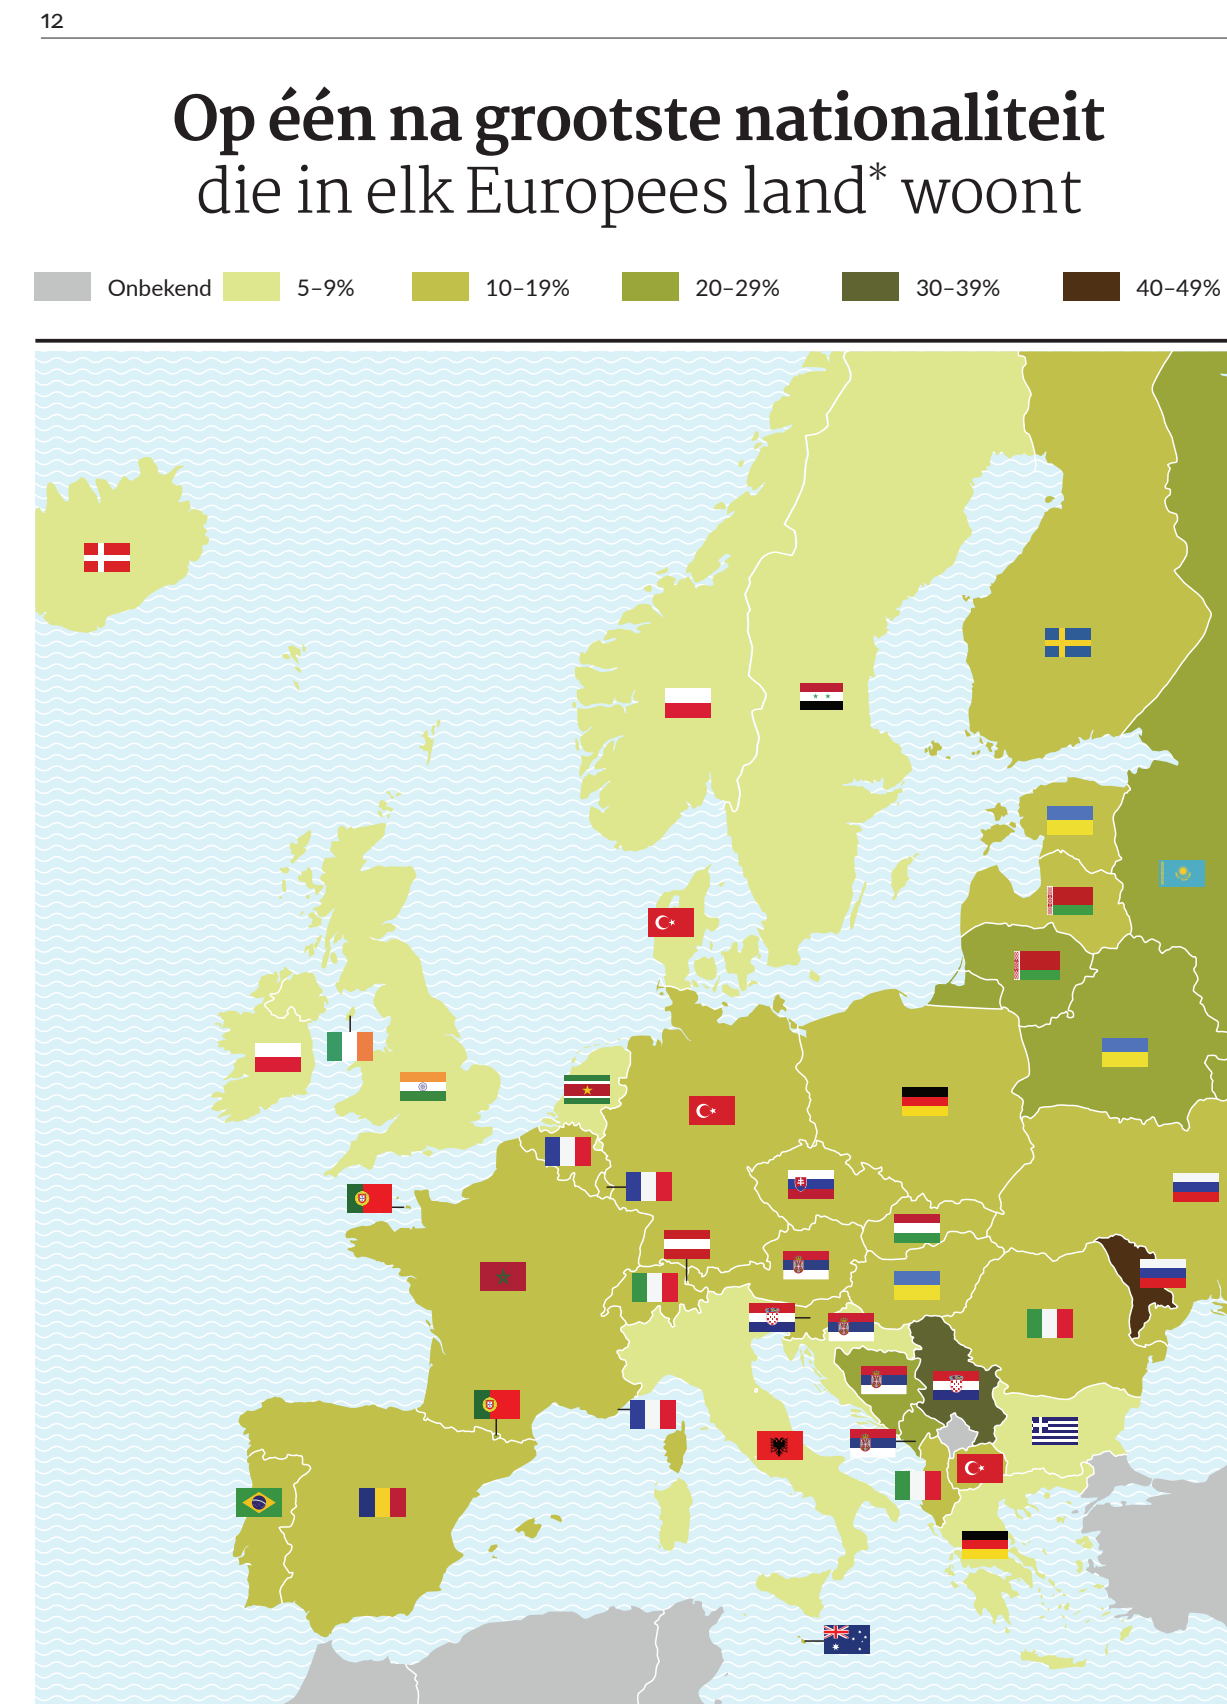 12
Op één na grootste nationaliteit
die in elk Europees land* woont
Onbekend 5–9% 10–19% 20–29% 30–39% 40–49%